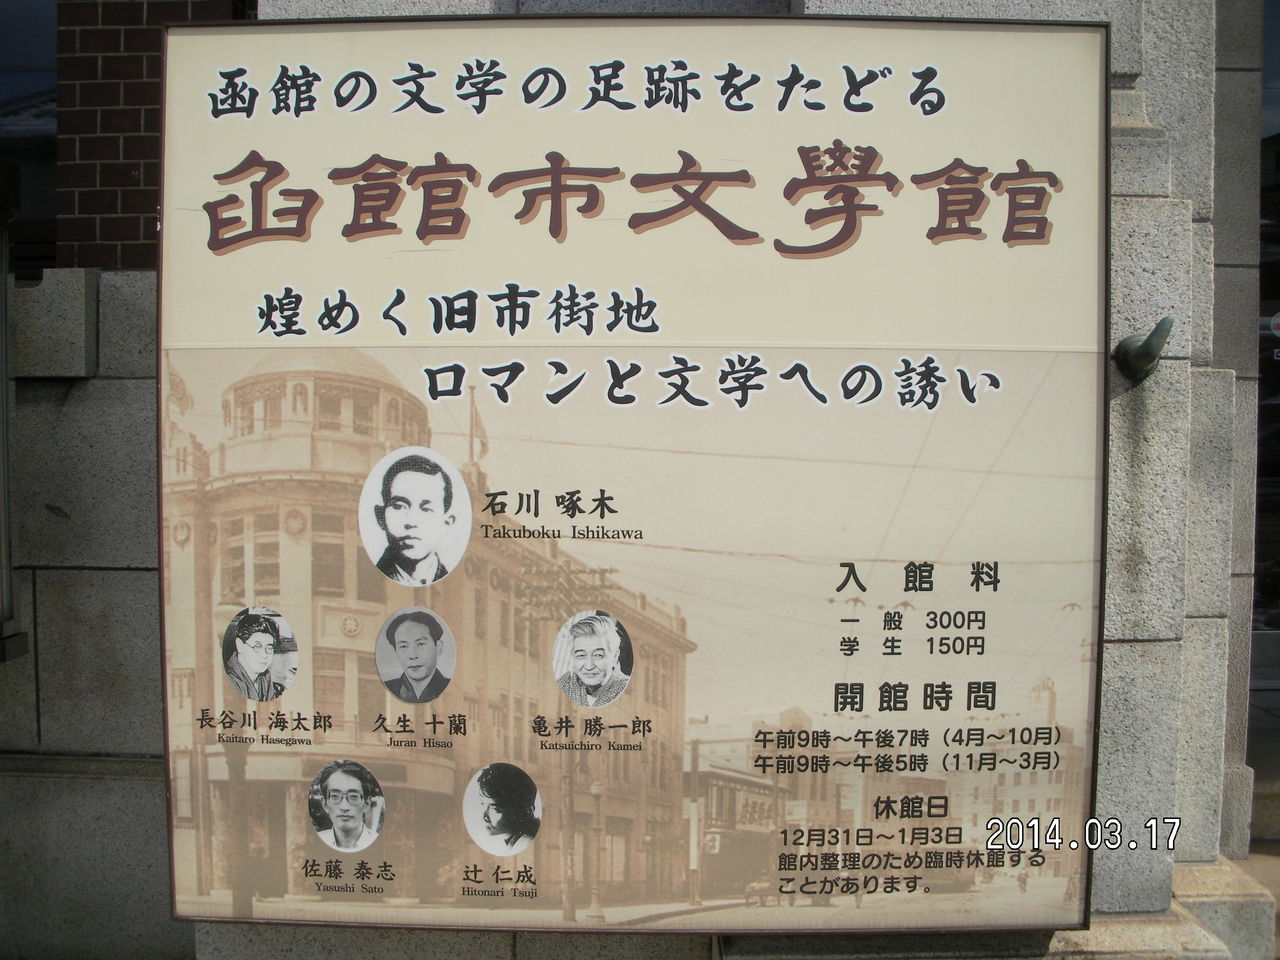 函館の文学の足跡をたどる
函館市文學館
煌めく旧市街地
ロマンと文学への誘い
石川 啄木
Takuboku Ishikawa
長谷川 海太郎
Kaitaro Hasegawa
久生 十蘭
Juran Hisao
亀井 勝一郎
Katsuichiro Kamei
佐藤 泰志
Yasushi Sato
辻 仁成
Hitonari Tsuji
入館料
一般 300円
学生 150円
開館時間
午前9時～午後7時（4月～10月）
午前9時～午後5時（11月～3月）
休館日
12月31日～1月3日
館内整理のため臨時休館する
ことがあります。
2014.03.17